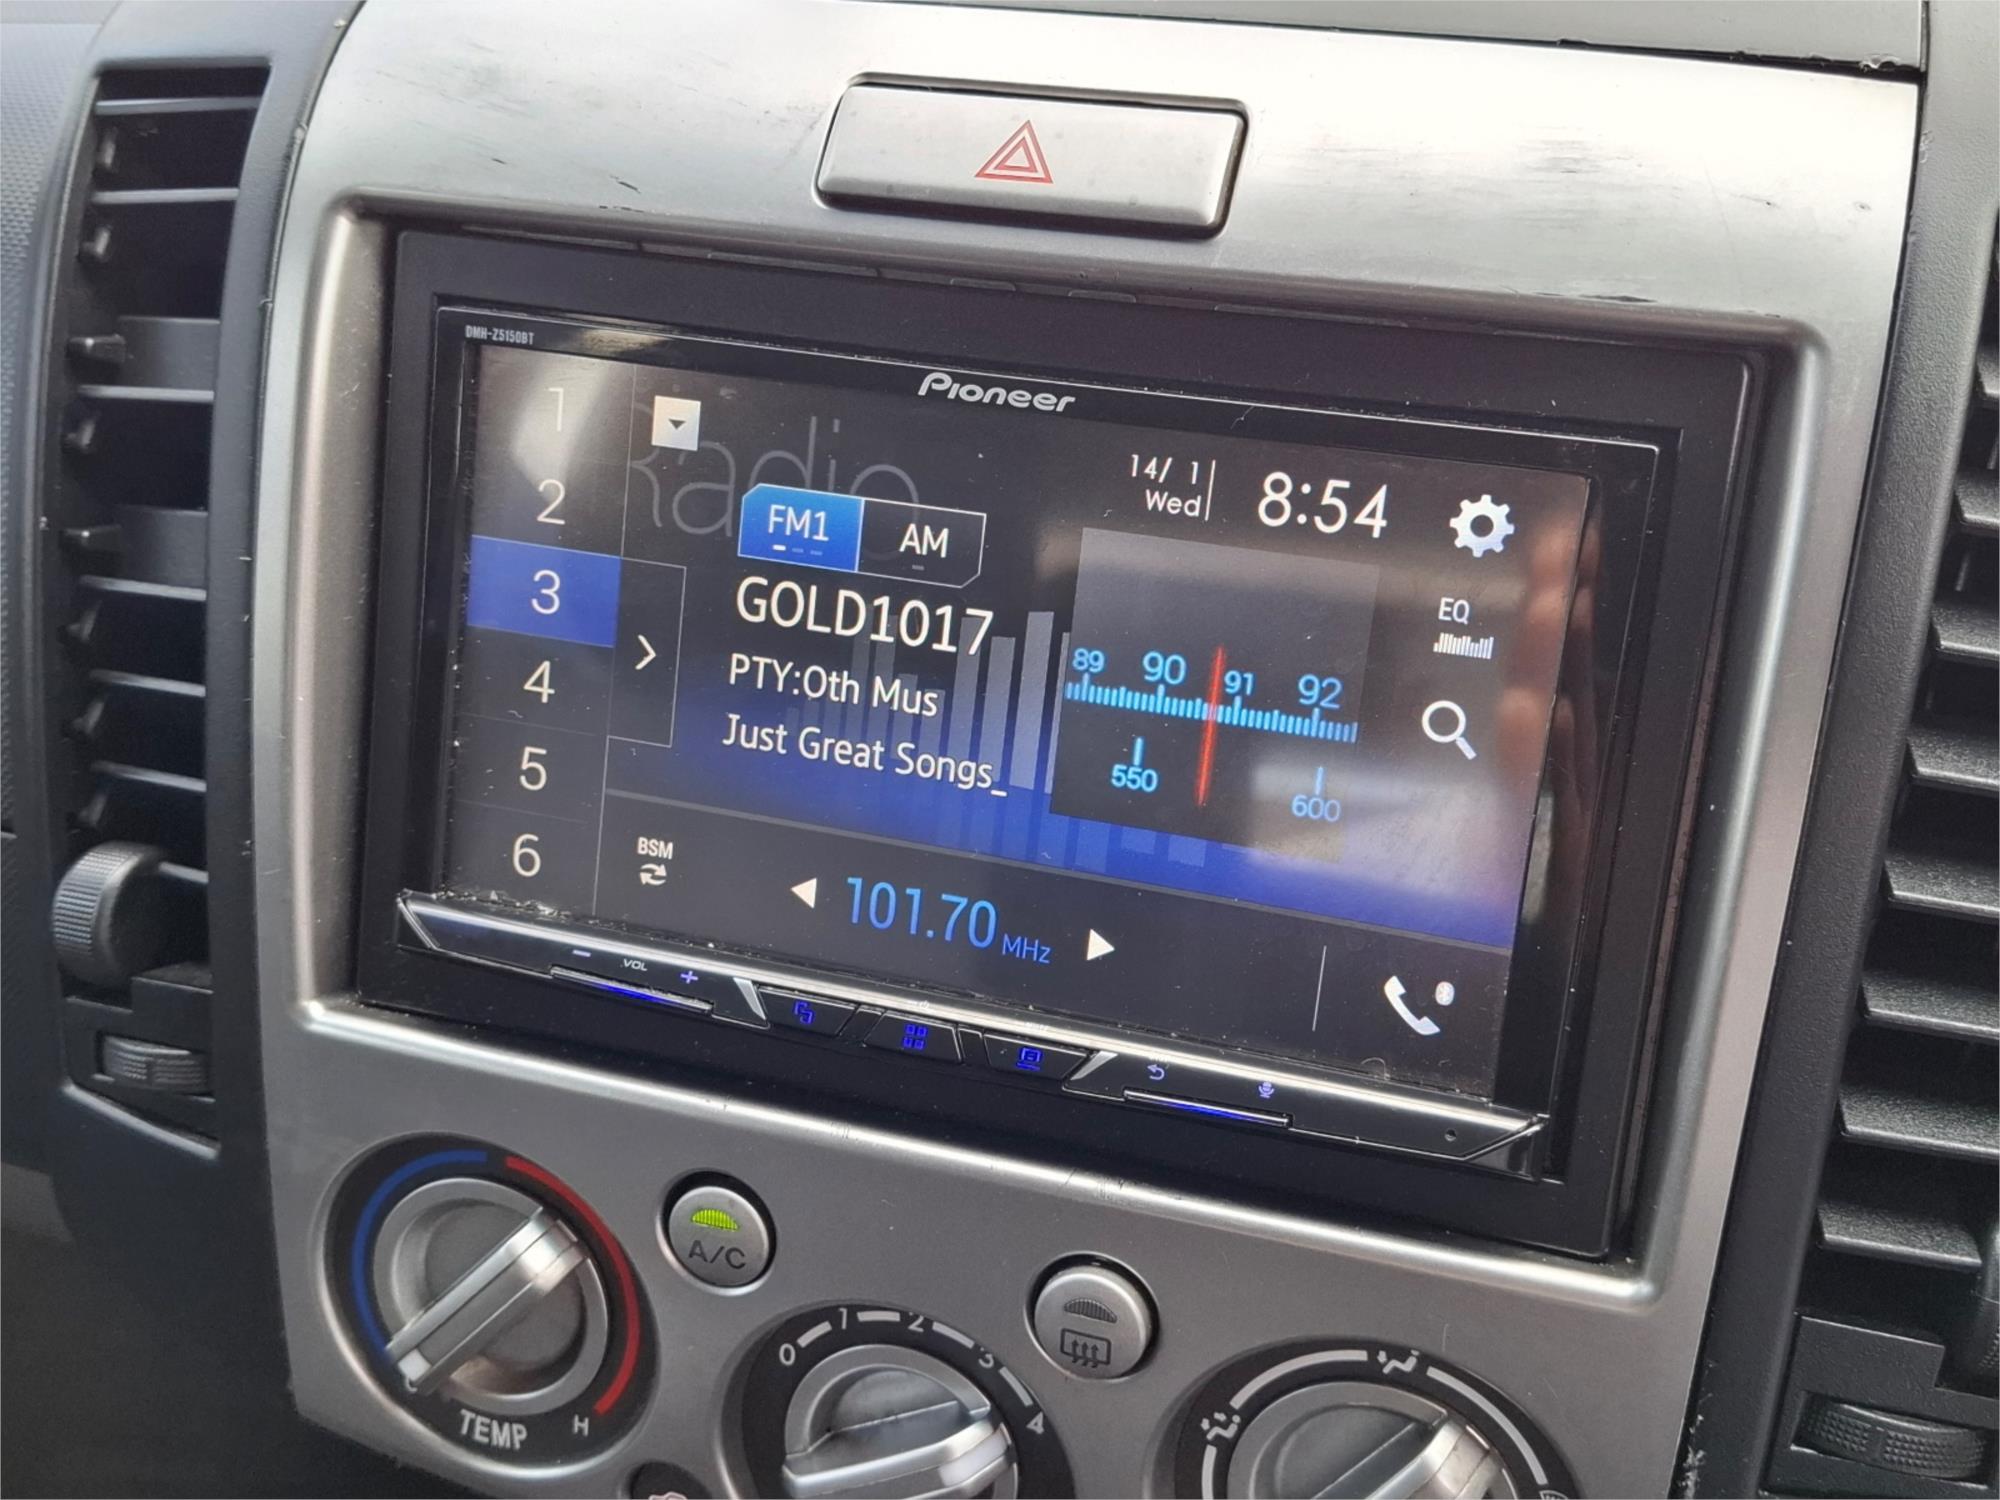 DMH-Z5150BT
Pioneer
Radio
14/ 1
Wed
8:54
1
2
3
4
5
6
FM1
AM
GOLD1017
PTY:Oth Mus
Just Great Songs_
89 90 91 92
550 600
EQ
BSM
101.70 MHz
- VOL +
A/C
TEMP
C
H
0 1 2 3 4